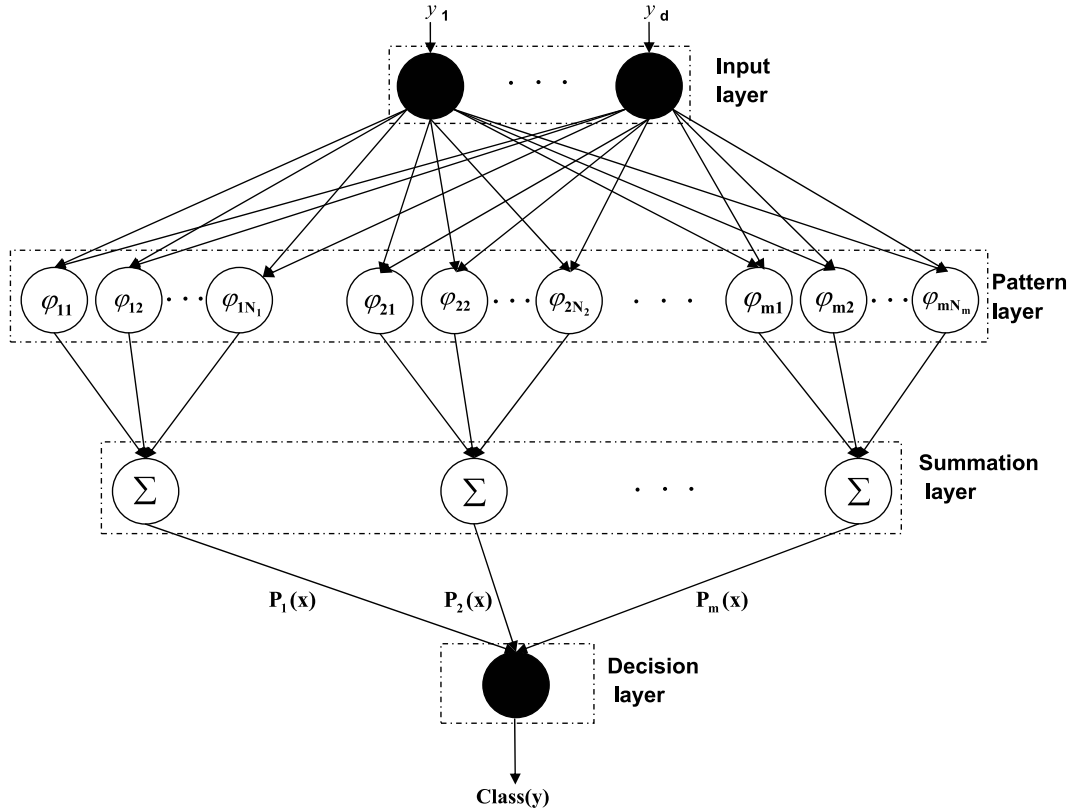 y₁ y_d
Input
layer
φ₁₁ φ₁₂ · · · φ₁N₁ φ₂₁ φ₂₂ · · · φ₂N₂ · · · φₘ₁ φₘ₂ · · · φₘNₘ
Pattern
layer
Σ Σ · · · Σ
Summation
layer
P₁(x) P₂(x) Pₘ(x)
Decision
layer
Class(y)